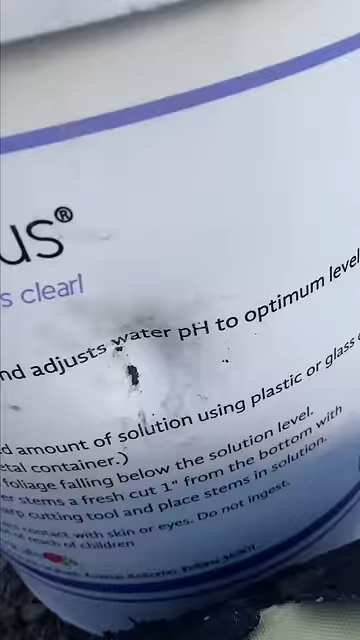 us®
s clear!
nd adjusts water pH to optimum level
d amount of solution using plastic or glass
etal container.)
foliage falling below the solution level.
er stems a fresh cut 1" from the bottom with
arp cutting tool and place stems in solution.
contact with skin or eyes. Do not ingest.
of reach of children